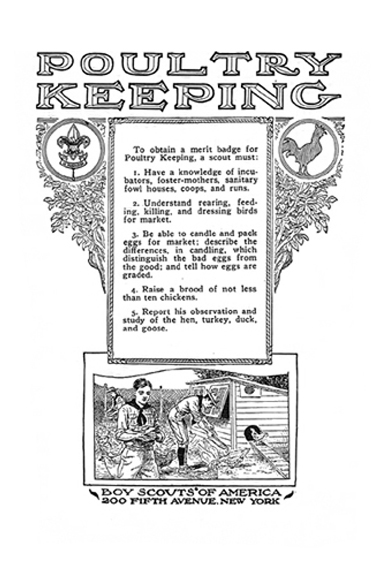 POULTRY
KEEPING
To obtain a merit badge for
Poultry Keeping, a scout must:
1. Have a knowledge of incu-
bators, foster-mothers, sanitary
fowl houses, coops, and runs.
2. Understand rearing, feed-
ing, killing, and dressing birds
for market.
3. Be able to candle and pack
eggs for market; describe the
differences, in candling, which
distinguish the bad eggs from
the good; and tell how eggs are
graded.
4. Raise a brood of not less
than ten chickens.
5. Report his observation and
study of the hen, turkey, duck,
and goose.
BOY SCOUTS OF AMERICA
200 FIFTH AVENUE, NEW YORK